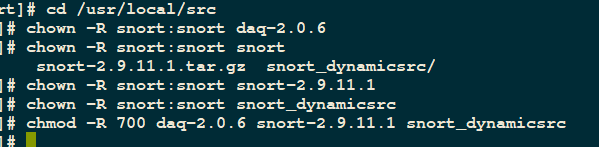 rt]# cd /usr/local/src
]# chown -R snort:snort daq-2.0.6
]# chown -R snort:snort snort
snort-2.9.11.1.tar.gz  snort_dynamicsrc/
]# chown -R snort:snort snort-2.9.11.1
]# chown -R snort:snort snort_dynamicsrc
]# chmod -R 700 daq-2.0.6 snort-2.9.11.1 snort_dynamicsrc
]#